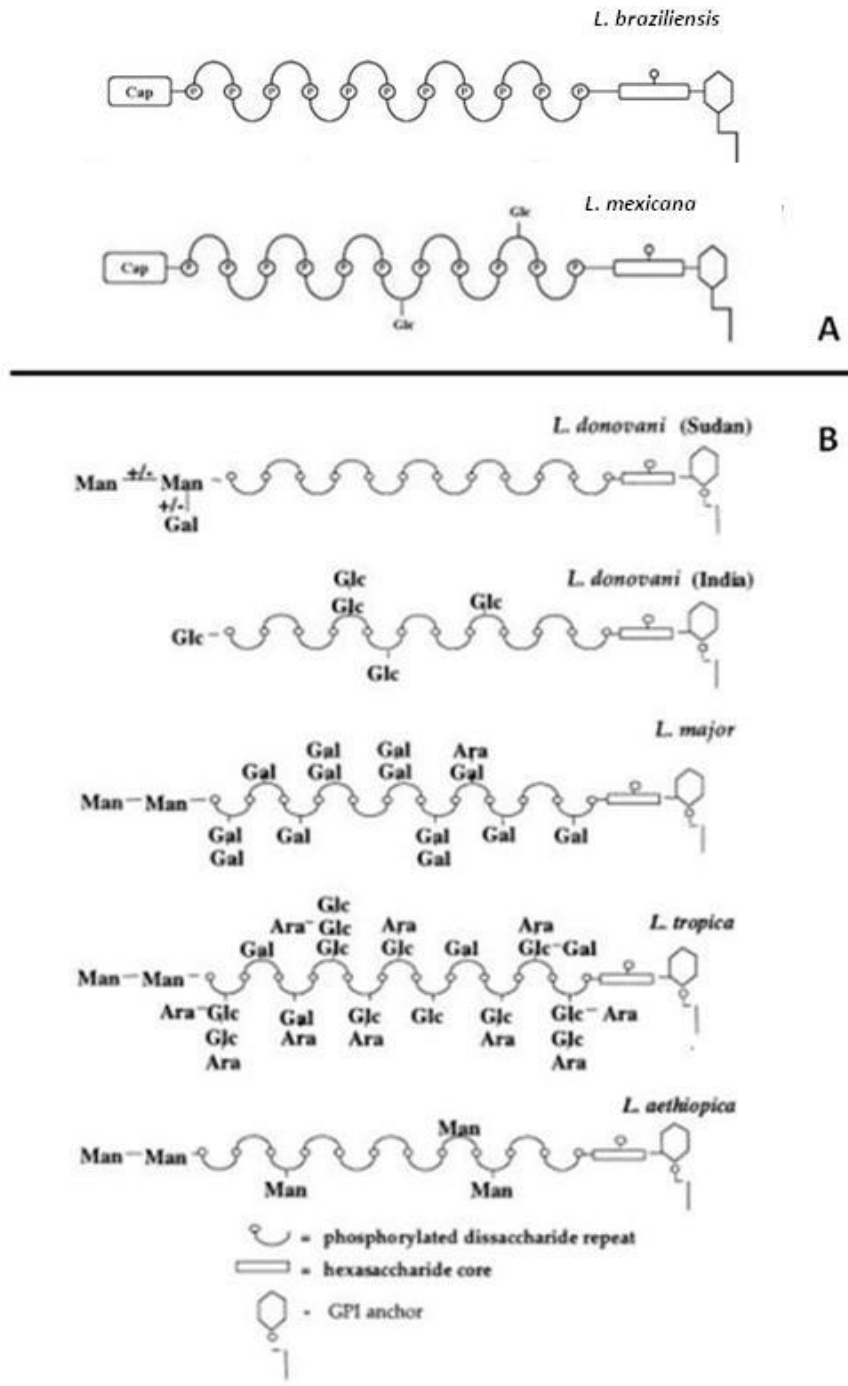 L. braziliensis
Cap P P P P P P P P P P P
L. mexicana
Glc
Cap P P P P P P P P P P P
Glc
A
B
L. donovani (Sudan)
Man +/- Man
+/-
Gal
L. donovani (India)
Glc
Glc Glc
Glc
Glc
L. major
Gal Gal Ara
Gal Gal Gal Gal
Man Man
Gal Gal Gal Gal Gal
Gal Gal
L. tropica
Glc
Ara Glc Ara Ara
Gal Glc Glc Gal Glc Gal
Man Man
Ara Glc Gal Glc Glc Glc Glc Ara
Glc Ara Ara Ara Glc
Ara Ara
L. aethiopica
Man
Man Man
Man Man
= phosphorylated dissaccharide repeat
= hexasaccharide core
- GPI anchor